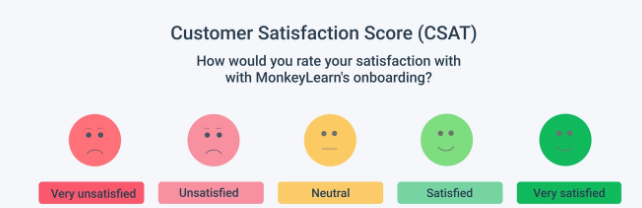 Customer Satisfaction Score (CSAT)
How would you rate your satisfaction with
with MonkeyLearn's onboarding?
Very unsatisfied
Unsatisfied
Neutral
Satisfied
Very satisfied